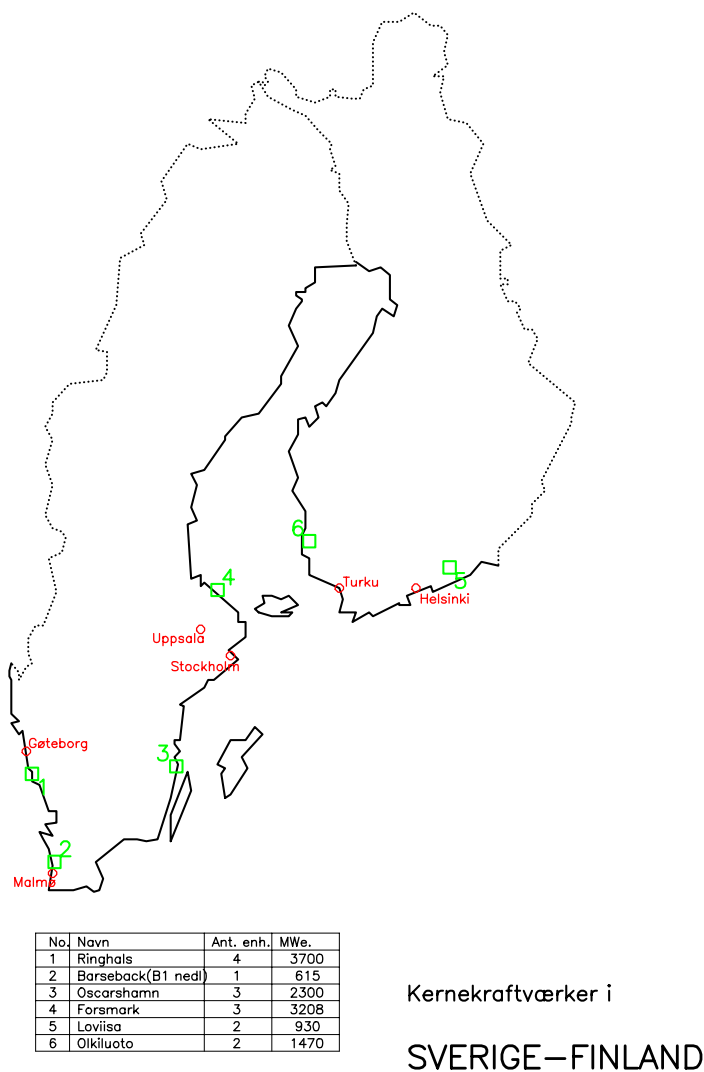 6
Turku
5
Helsinki
4
Uppsala
Stockholm
Gøteborg
3
1
2
Malmø
No. Navn Ant. enh. MWe.
1 Ringhals 4 3700
2 Barseback(B1 nedl) 1 615
3 Oscarshamn 3 2300
4 Forsmark 3 3208
5 Loviisa 2 930
6 Olkiluoto 2 1470
Kernekraftværker i
SVERIGE–FINLAND